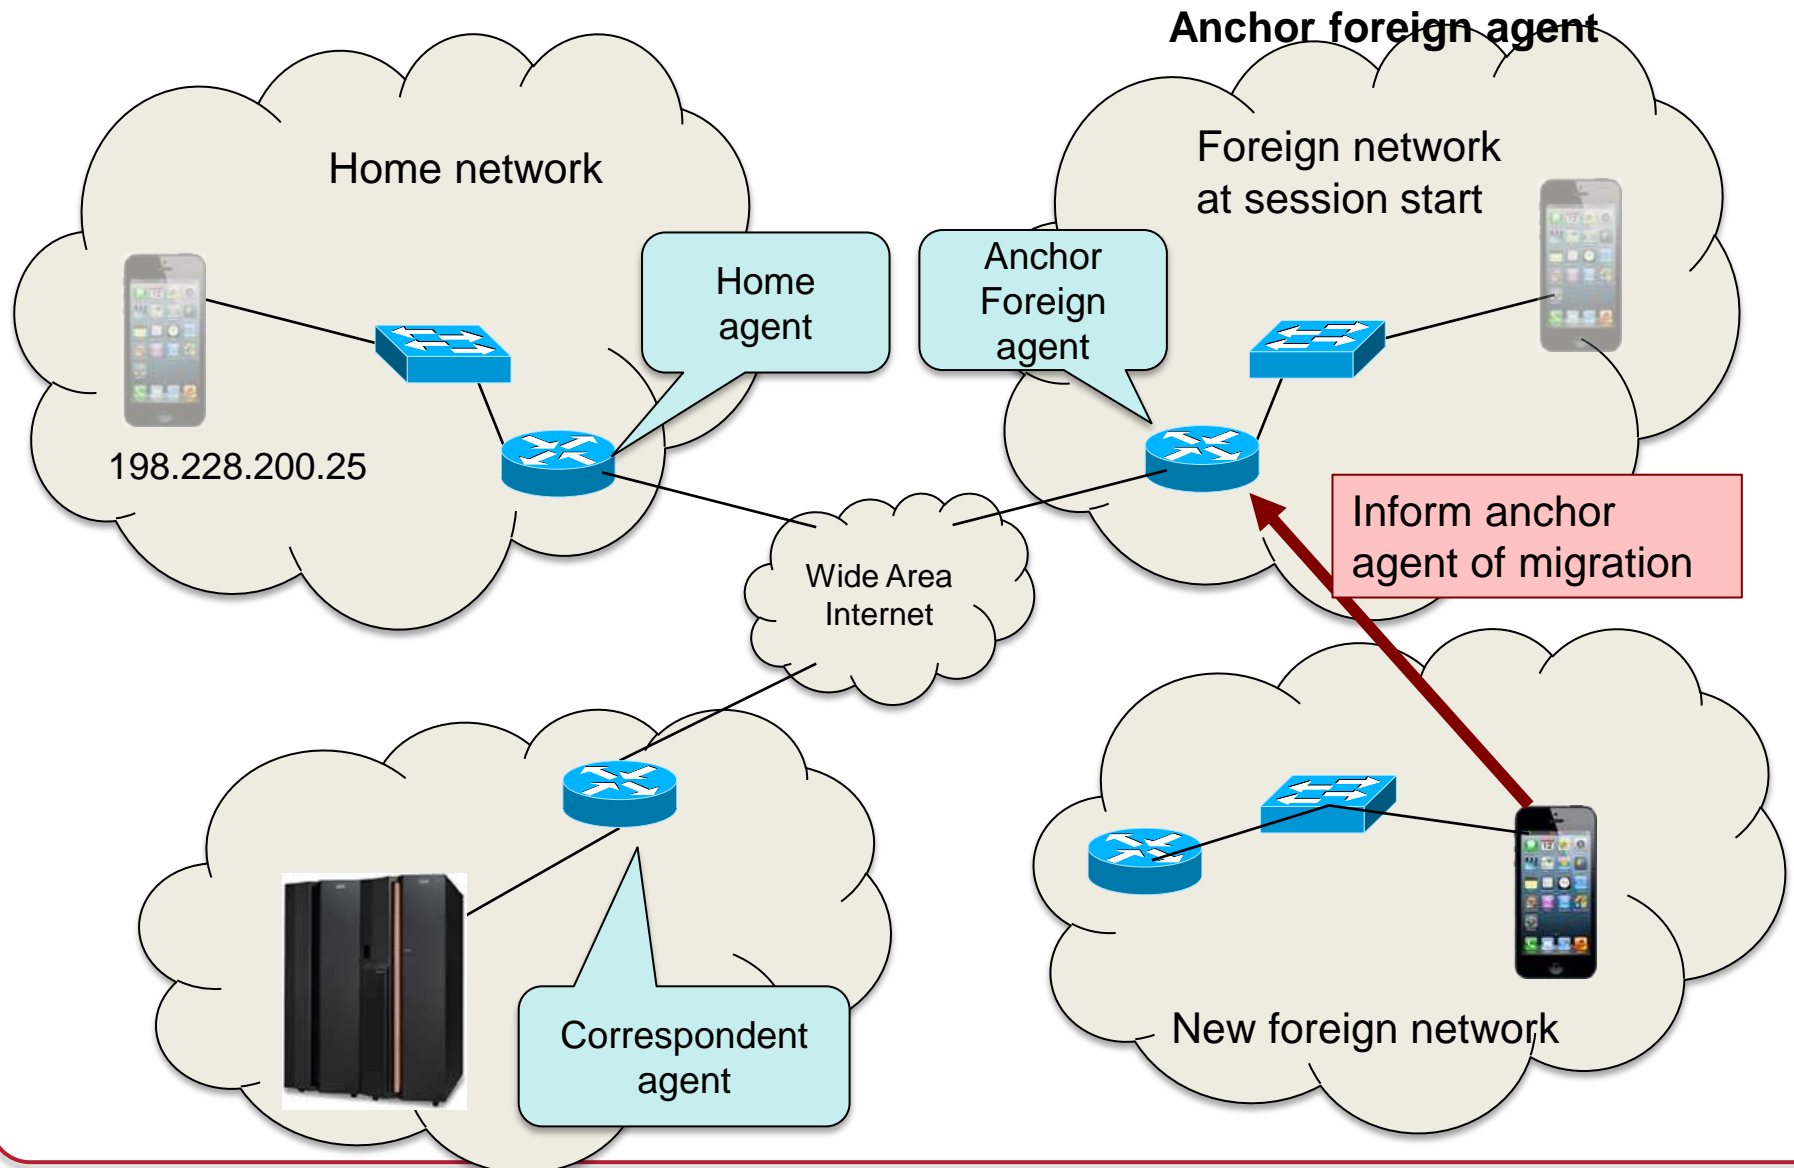 Anchor foreign agent
Home network
Foreign network
at session start
Home
agent
Anchor
Foreign
agent
198.228.200.25
Inform anchor
agent of migration
Wide Area
Internet
Correspondent
agent
New foreign network